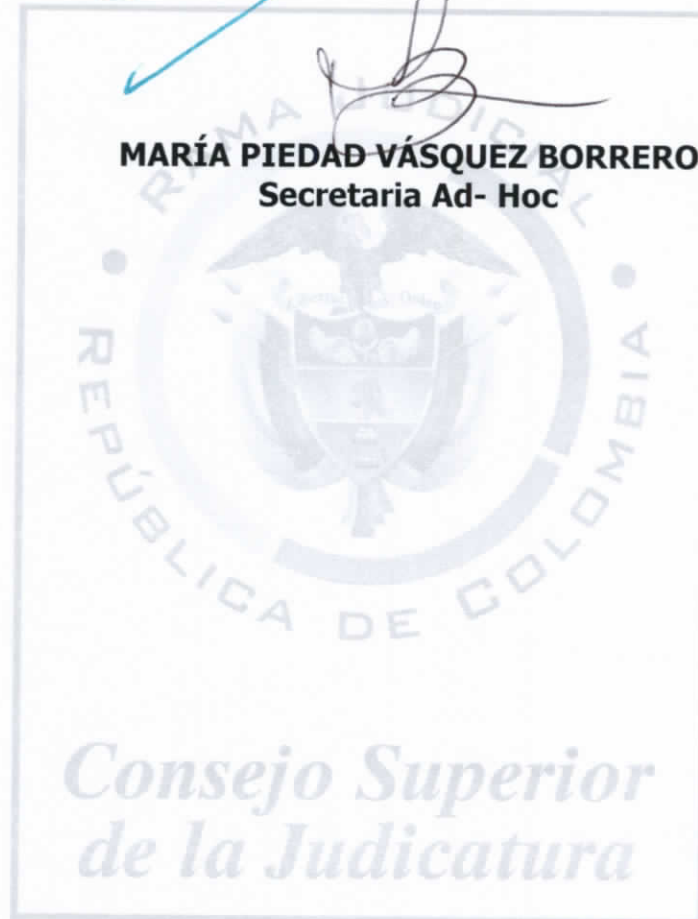 MARÍA PIEDAD VÁSQUEZ BORRERO
Secretaria Ad- Hoc
RAMA JUDICIAL
REPÚBLICA DE COLOMBIA
Consejo Superior
de la Judicatura